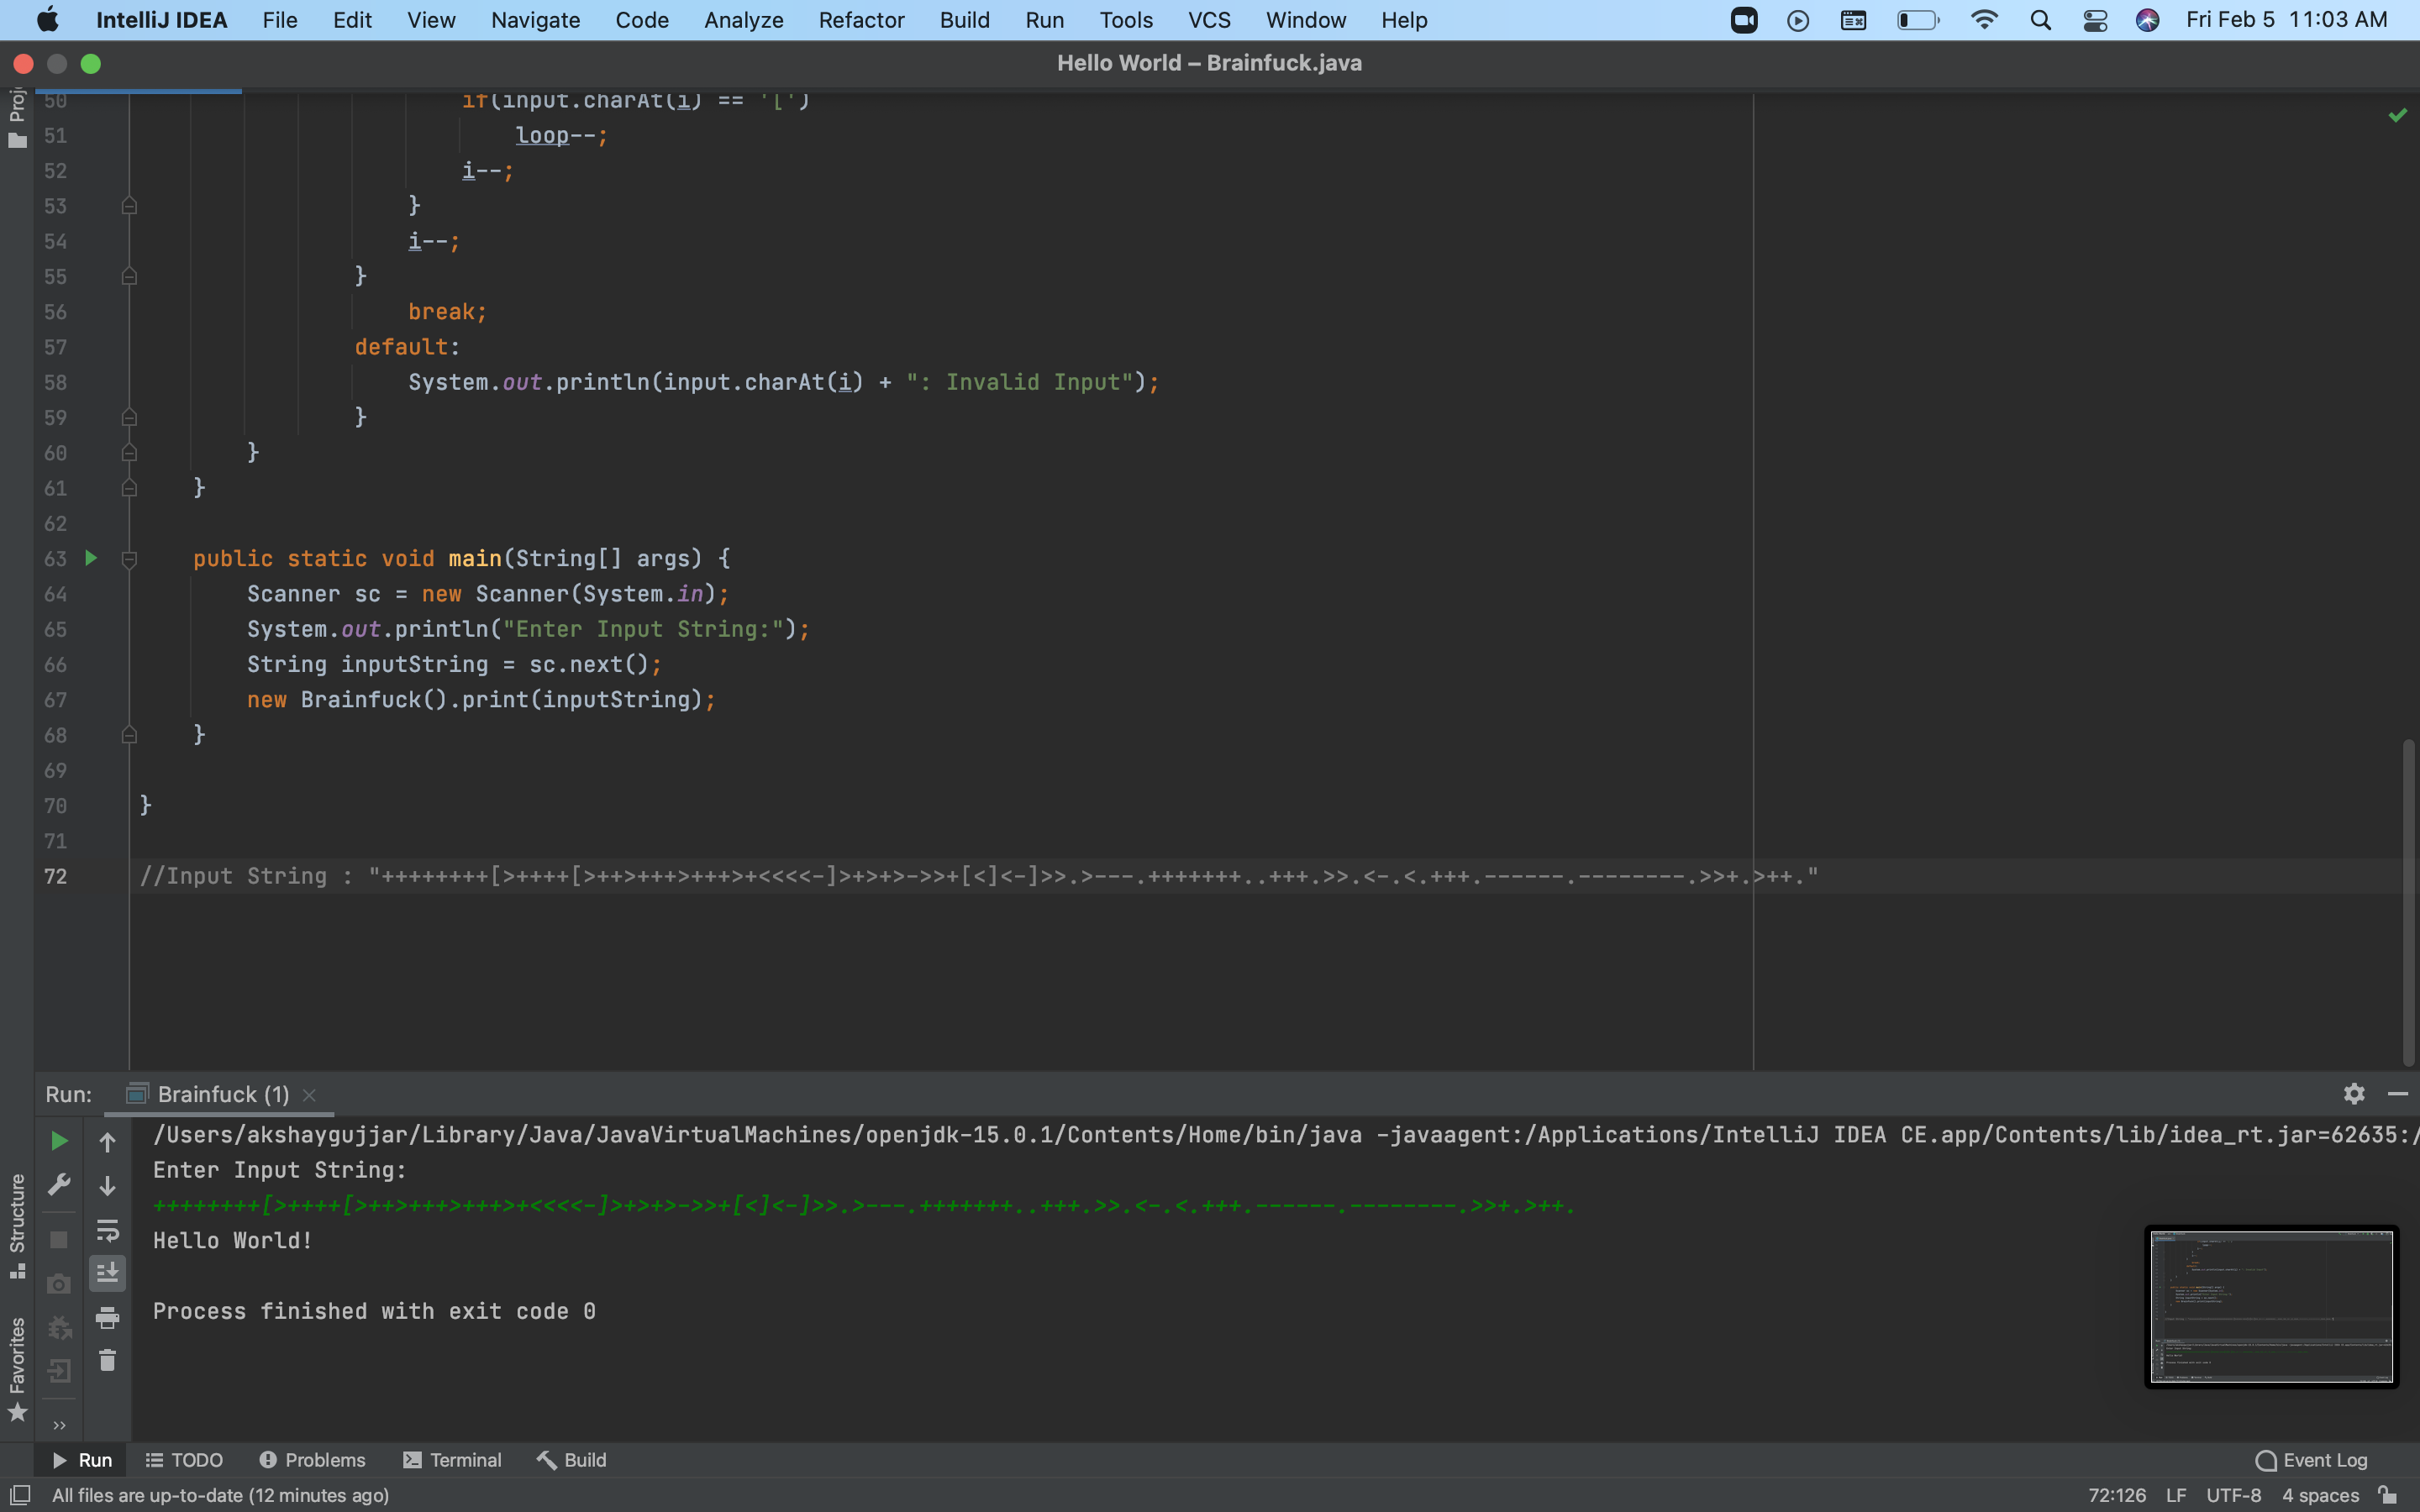 IntelliJ IDEA File Edit View Navigate Code Analyze Refactor Build Run Tools VCS Window Help Fri Feb 5 11:03 AM
Hello World – Brainfuck.java
50 if(input.charAt(i) == '[')
51 loop--;
52 i--;
53 }
54 i--;
55 }
56 break;
57 default:
58 System.out.println(input.charAt(i) + ": Invalid Input");
59 }
60 }
61 }
62
63 public static void main(String[] args) {
64 Scanner sc = new Scanner(System.in);
65 System.out.println("Enter Input String:");
66 String inputString = sc.next();
67 new Brainfuck().print(inputString);
68 }
69
70 }
71
72 //Input String : "++++++++[>++++[>++>+++>+++>+<<<<-]>+>+>->>+[<]<-]>>.>---.+++++++..+++.>>.<-.<.+++.------.--------.>>+.>++."
Run: Brainfuck (1)
/Users/akshaygujjar/Library/Java/JavaVirtualMachines/openjdk-15.0.1/Contents/Home/bin/java -javaagent:/Applications/IntelliJ IDEA CE.app/Contents/lib/idea_rt.jar=62635:/
Enter Input String:
++++++++[>++++[>++>+++>+++>+<<<<-]>+>+>->>+[<]<-]>>.>---.+++++++..+++.>>.<-.<.+++.------.--------.>>+.>++.
Hello World!
Process finished with exit code 0
Structure
Favorites
Run TODO Problems Terminal Build Event Log
All files are up-to-date (12 minutes ago) 72:126 LF UTF-8 4 spaces